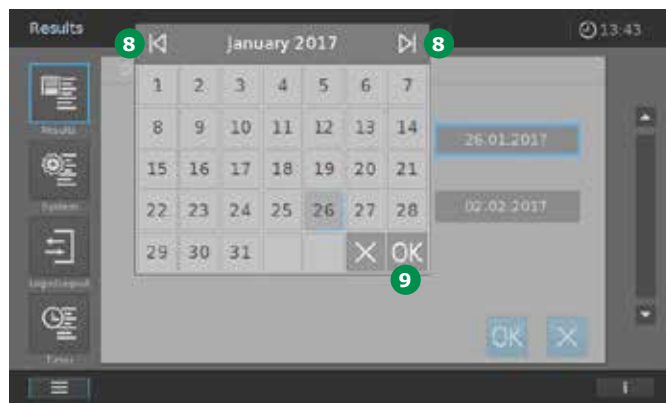 Results
13:43
8
January 2017
8
1 2 3 4 5 6 7
8 9 10 11 12 13 14
15 16 17 18 19 20 21
22 23 24 25 26 27 28
29 30 31 OK
9
26.01.2017
02.02.2017
Results
System
Login/Logout
Times
OK
i